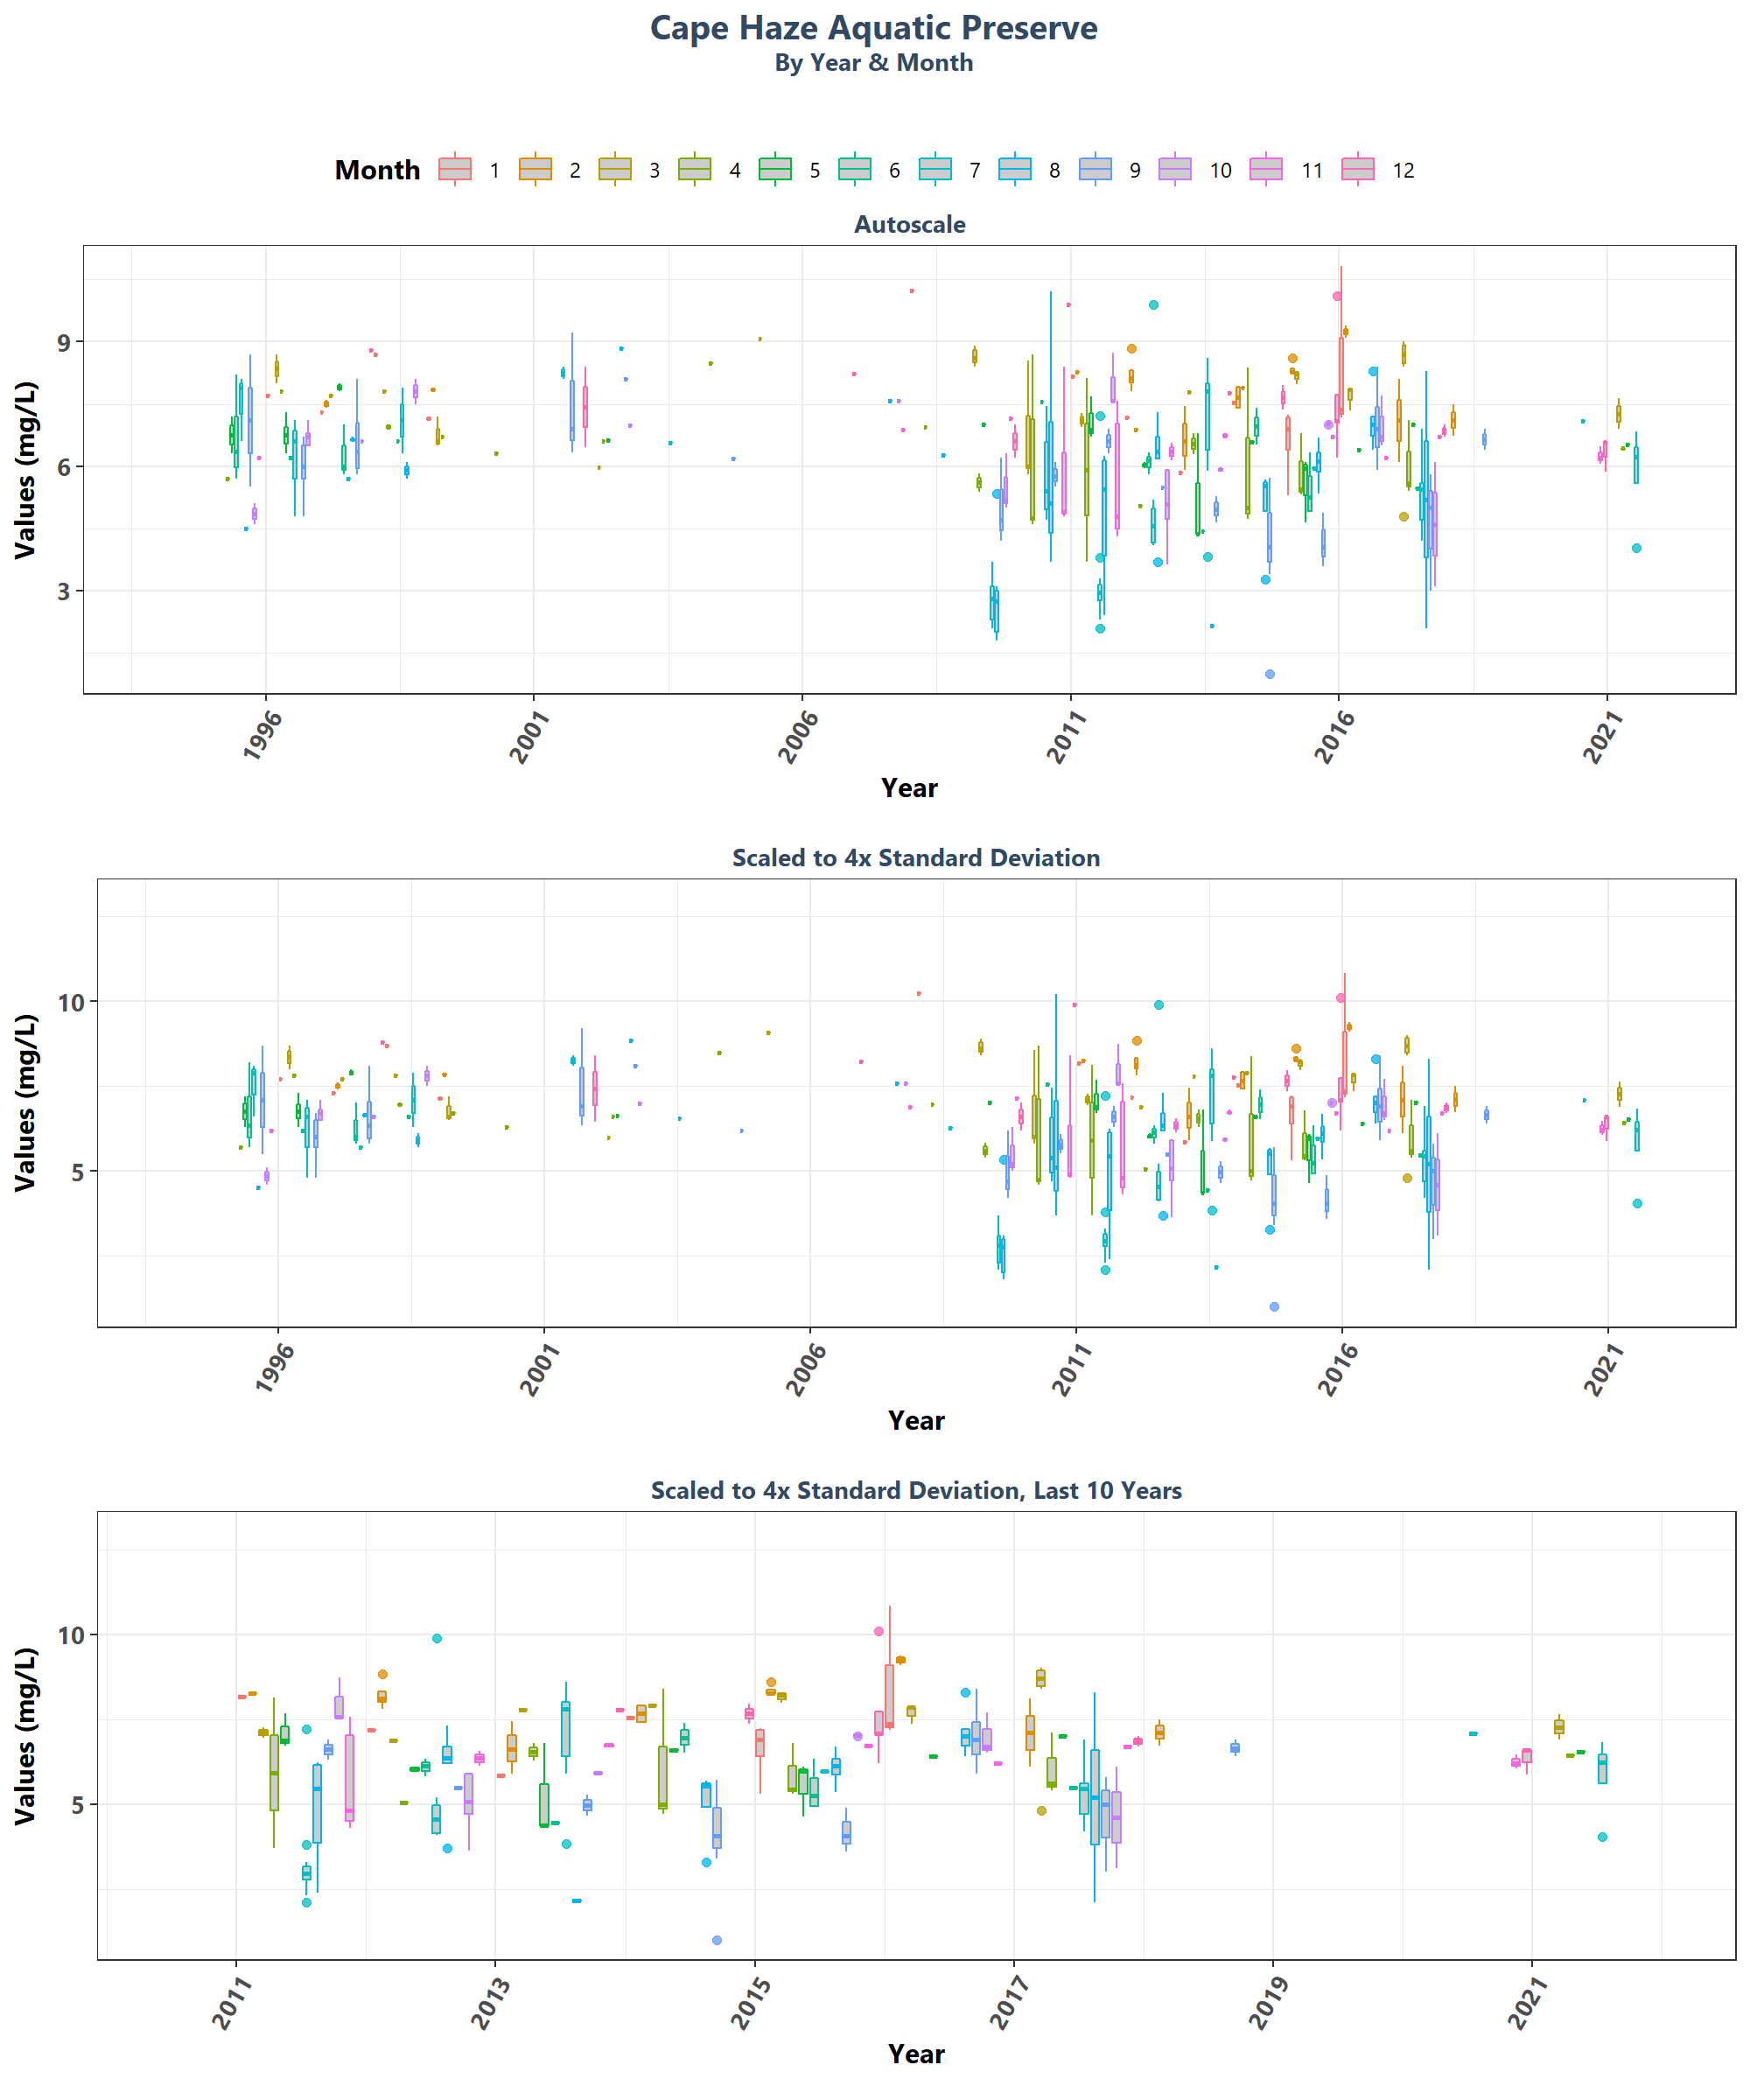 Cape Haze Aquatic Preserve
By Year & Month
Month 1 2 3 4 5 6 7 8 9 10 11 12
Autoscale
Values (mg/L)
9
6
3
1996 2001 2006 2011 2016 2021
Year
Scaled to 4x Standard Deviation
Values (mg/L)
10
5
1996 2001 2006 2011 2016 2021
Year
Scaled to 4x Standard Deviation, Last 10 Years
Values (mg/L)
10
5
2011 2013 2015 2017 2019 2021
Year